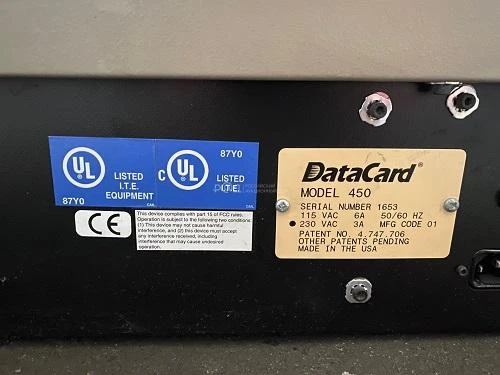 87Y0
UL
LISTED
I.T.E.
EQUIPMENT
87Y0
C
UL
LISTED
I.T.E.
CE
This device complies with part 15 of FCC rules.
Operation is subject to the following two conditions:
(1) This device may not cause harmful
interference, and (2) this device must accept
any interference received, including
interference that may cause undesired
operation.
DataCard®
MODEL 450
SERIAL NUMBER 1653
115 VAC 6A 50/60 HZ
● 230 VAC 3A MFG CODE 01
PATENT NO. 4,747,706
OTHER PATENTS PENDING
MADE IN THE USA